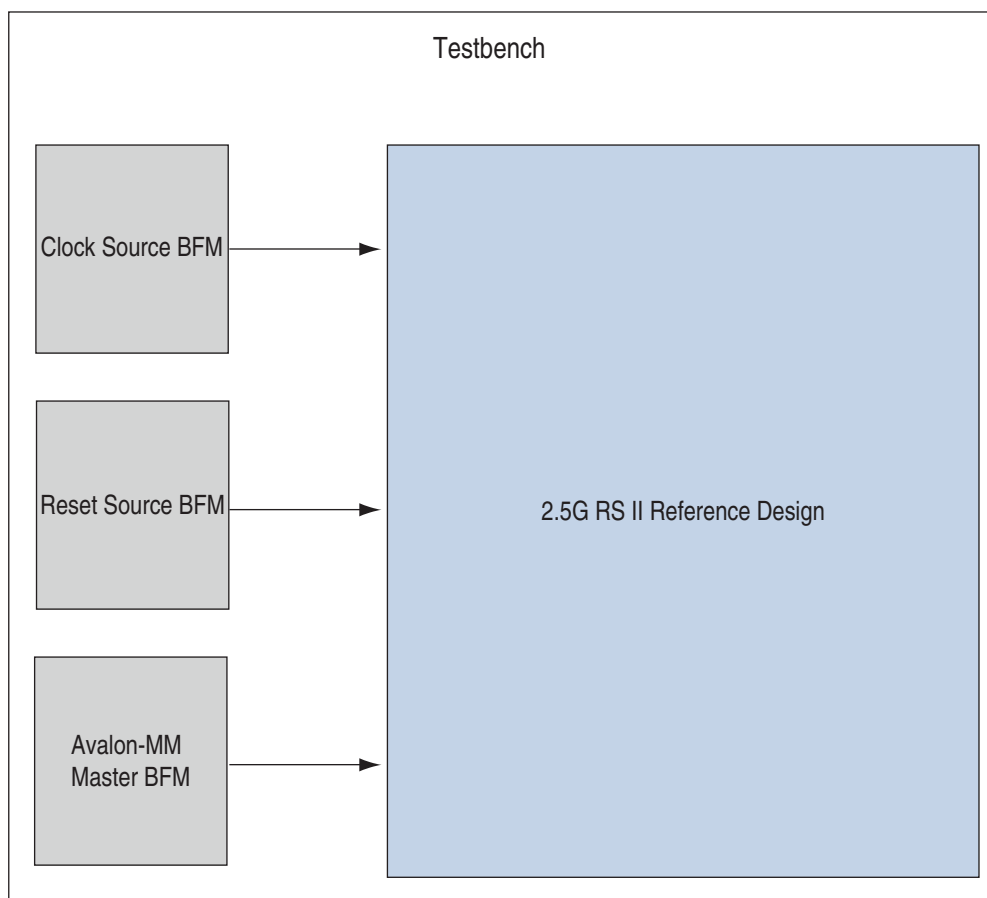 Testbench
Clock Source BFM
Reset Source BFM
2.5G RS II Reference Design
Avalon-MM
Master BFM